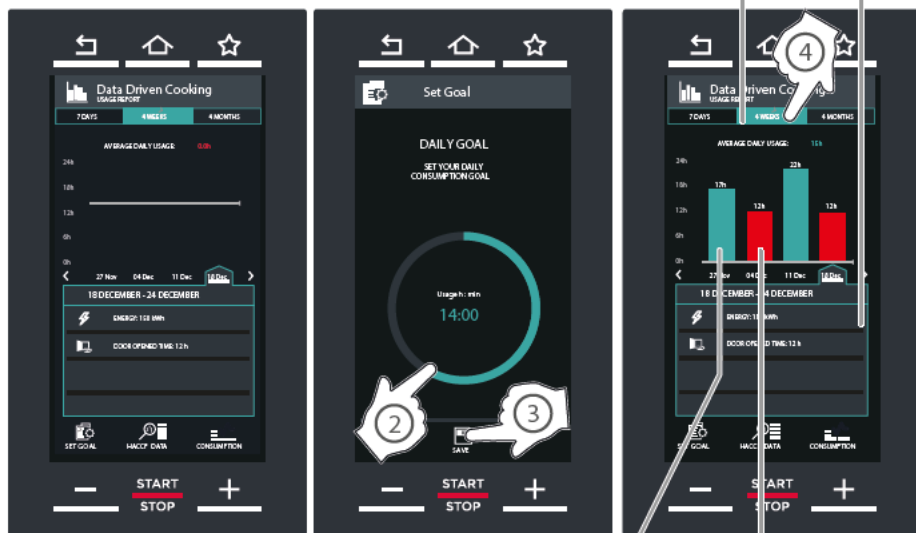 Data Driven Cooking
USAGE REPORT
7 DAYS 4 WEEKS 4 MONTHS
AVERAGE DAILY USAGE: 0.0h
24h
18h
12h
6h
0h
27 Nov 04 Dec 11 Dec 18 Dec
18 DECEMBER - 24 DECEMBER
ENERGY: 158 kWh
DOOR OPENED TIME: 12 h
SET GOAL HACCP DATA CONSUMPTION
START
STOP
Set Goal
DAILY GOAL
SET YOUR DAILY
CONSUMPTION GOAL
Usage h : min
14:00
2
3
SAVE
START
STOP
4
Data Driven
USAGE REPORT
7 DAYS 4 WEEKS 4 MONTHS
AVERAGE DAILY USAGE: 15h
24h
18h
12h
6h
0h
17h
12h
22h
12h
27 Nov 04 Dec 11 Dec 18 Dec
18 DECEMBER - 24 DECEMBER
DOOR OPENED TIME: 12 h
SET GOAL HACCP DATA CONSUMPTION
START
STOP